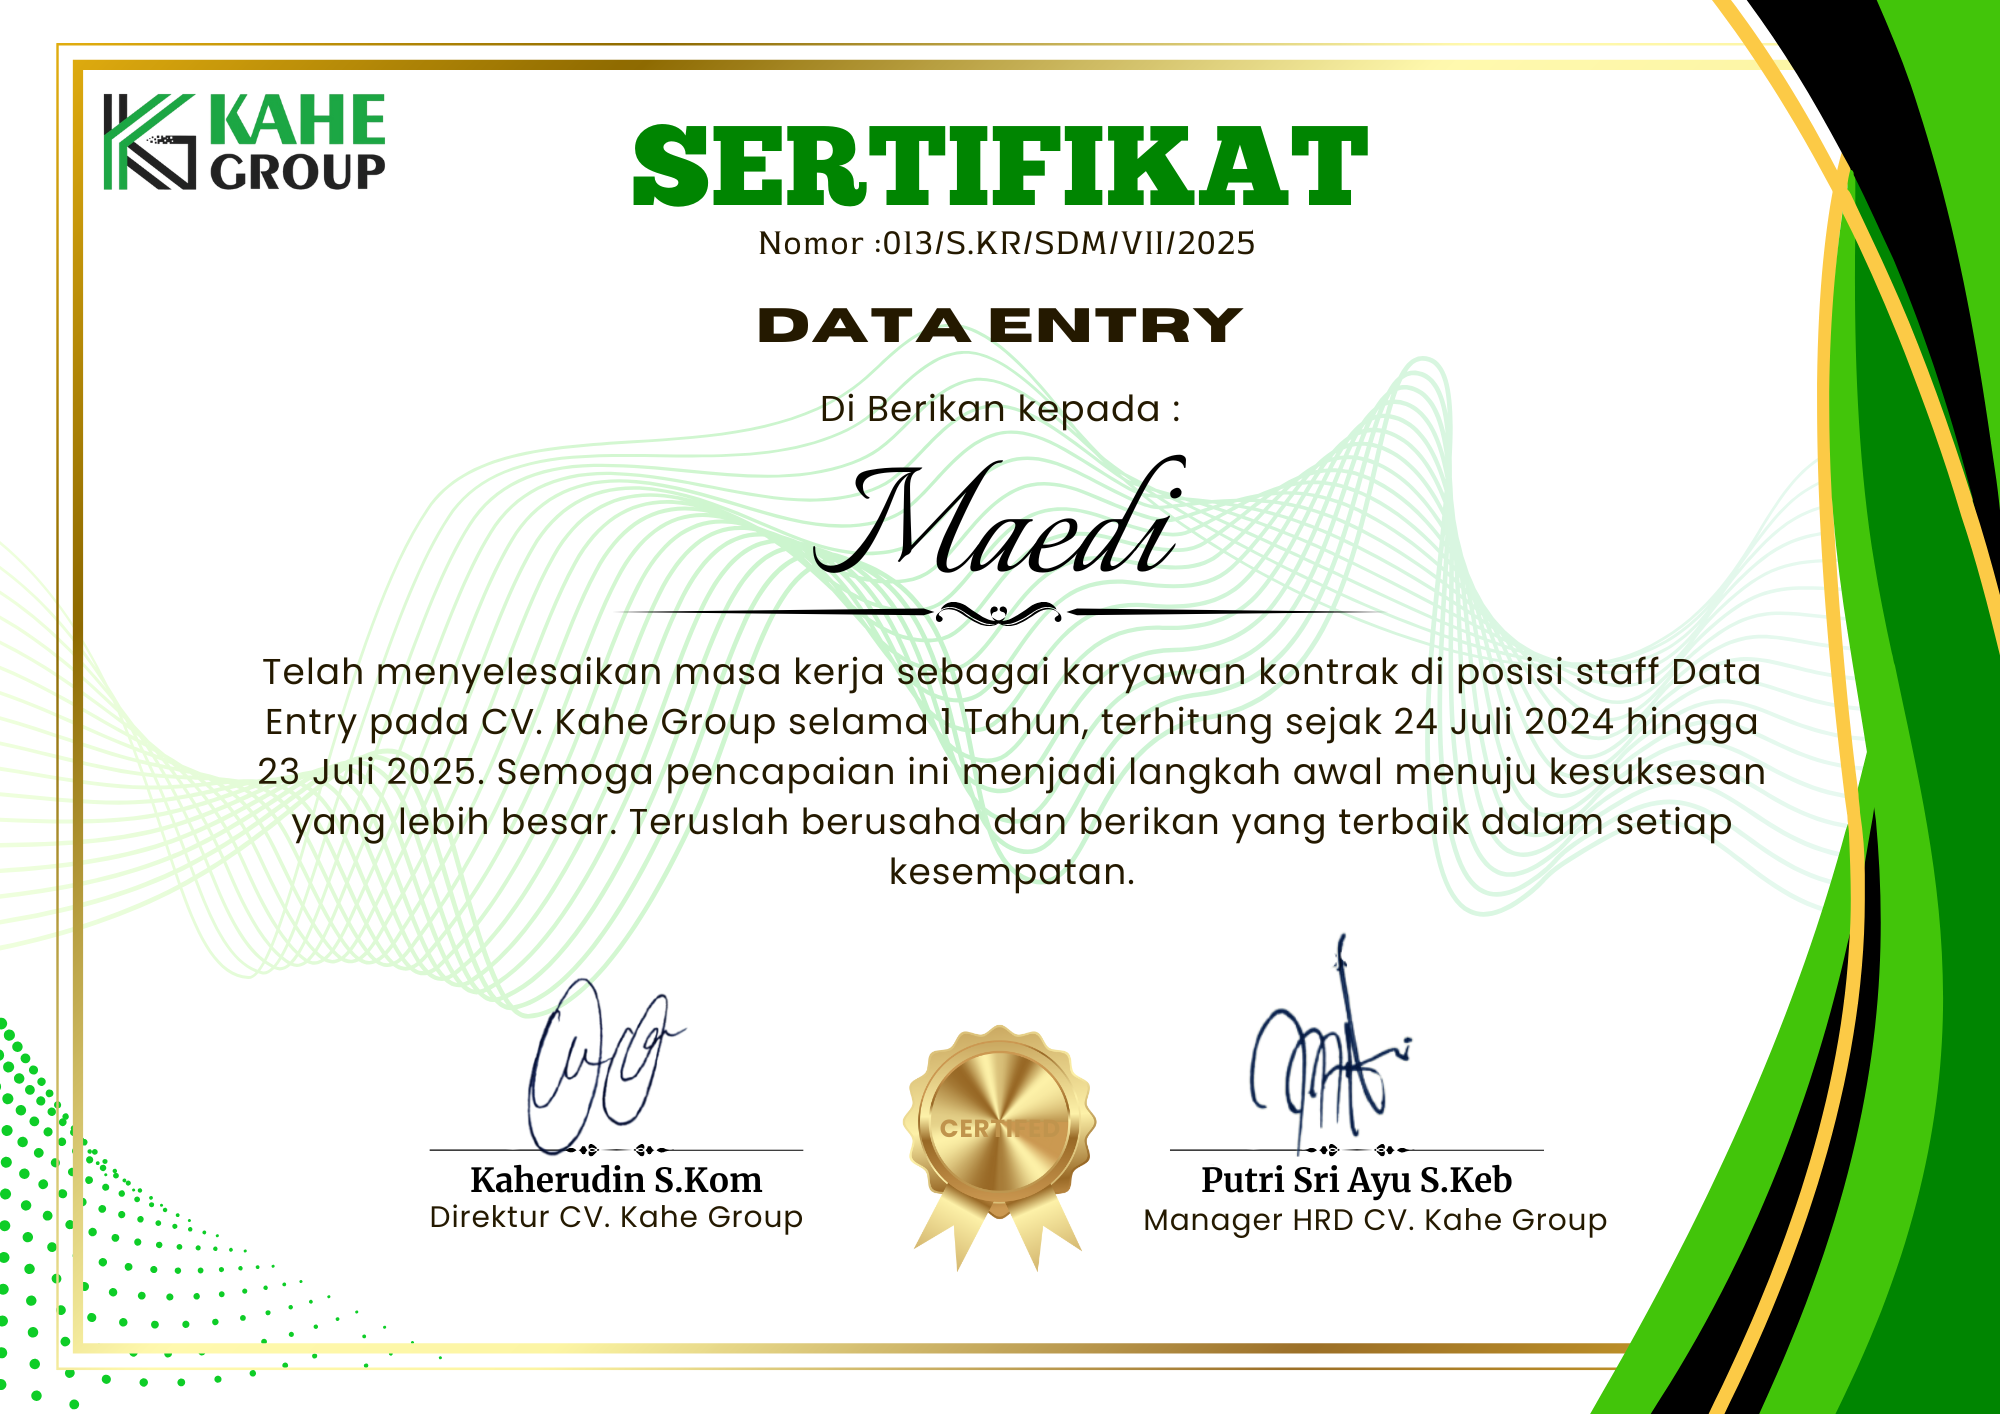 KAHE
GROUP
SERTIFIKAT
Nomor :013/S.KR/SDM/VII/2025
DATA ENTRY
Di Berikan kepada :
Maedi
Telah menyelesaikan masa kerja sebagai karyawan kontrak di posisi staff Data
Entry pada CV. Kahe Group selama 1 Tahun, terhitung sejak 24 Juli 2024 hingga
23 Juli 2025. Semoga pencapaian ini menjadi langkah awal menuju kesuksesan
yang lebih besar. Teruslah berusaha dan berikan yang terbaik dalam setiap
kesempatan.
CERTIFED
Kaherudin S.Kom
Direktur CV. Kahe Group
Putri Sri Ayu S.Keb
Manager HRD CV. Kahe Group